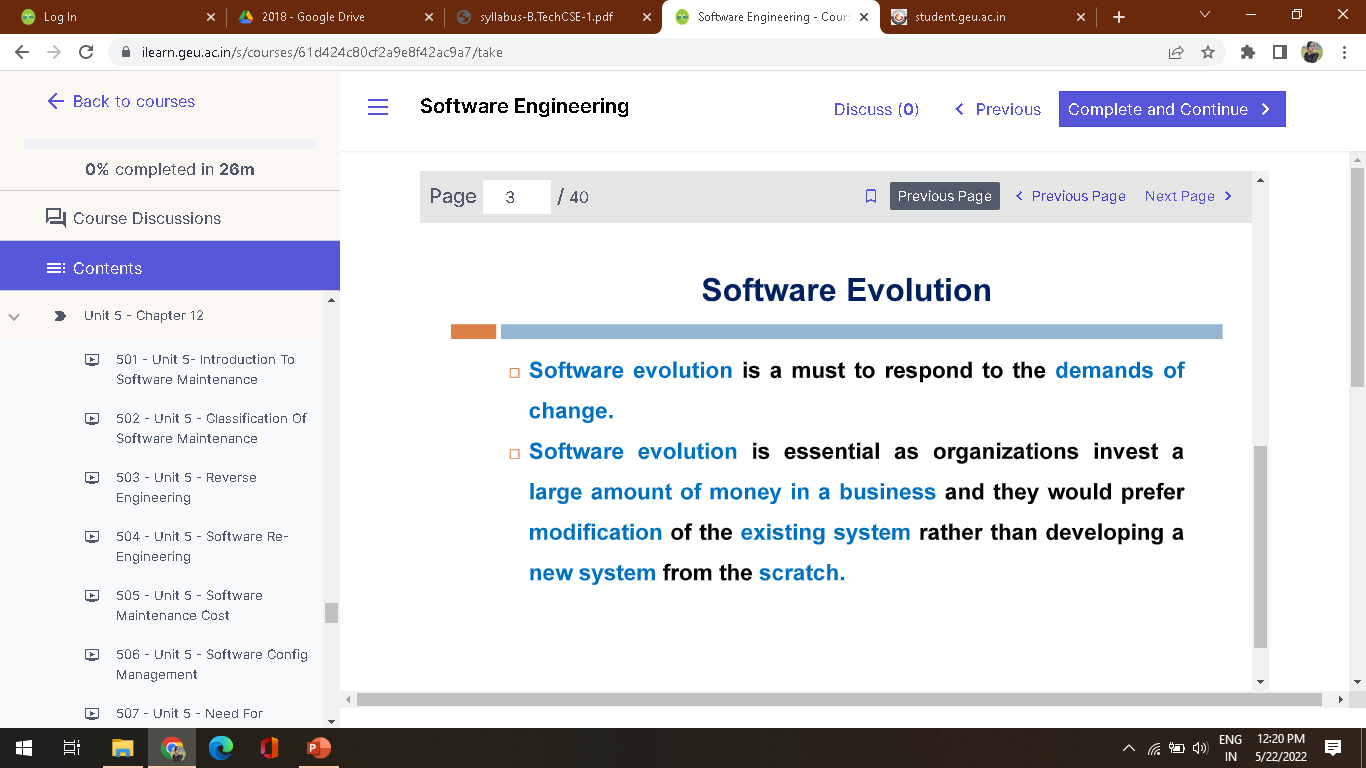 Log In
2018 - Google Drive
syllabus-B.TechCSE-1.pdf
Software Engineering - Cour
student.geu.ac.in
ilearn.geu.ac.in/s/courses/61d424c80cf2a9e8f42ac9a7/take
Back to courses
0% completed in 26m
Course Discussions
Contents
Unit 5 - Chapter 12
501 - Unit 5- Introduction To
Software Maintenance
502 - Unit 5 - Classification Of
Software Maintenance
503 - Unit 5 - Reverse
Engineering
504 - Unit 5 - Software Re-
Engineering
505 - Unit 5 - Software
Maintenance Cost
506 - Unit 5 - Software Config
Management
507 - Unit 5 - Need For
Software Engineering
Discuss (0)
Previous
Complete and Continue
Page 3 / 40
Previous Page
Previous Page
Next Page
Software Evolution
Software evolution is a must to respond to the demands of
change.
Software evolution is essential as organizations invest a
large amount of money in a business and they would prefer
modification of the existing system rather than developing a
new system from the scratch.
ENG
IN
12:20 PM
5/22/2022